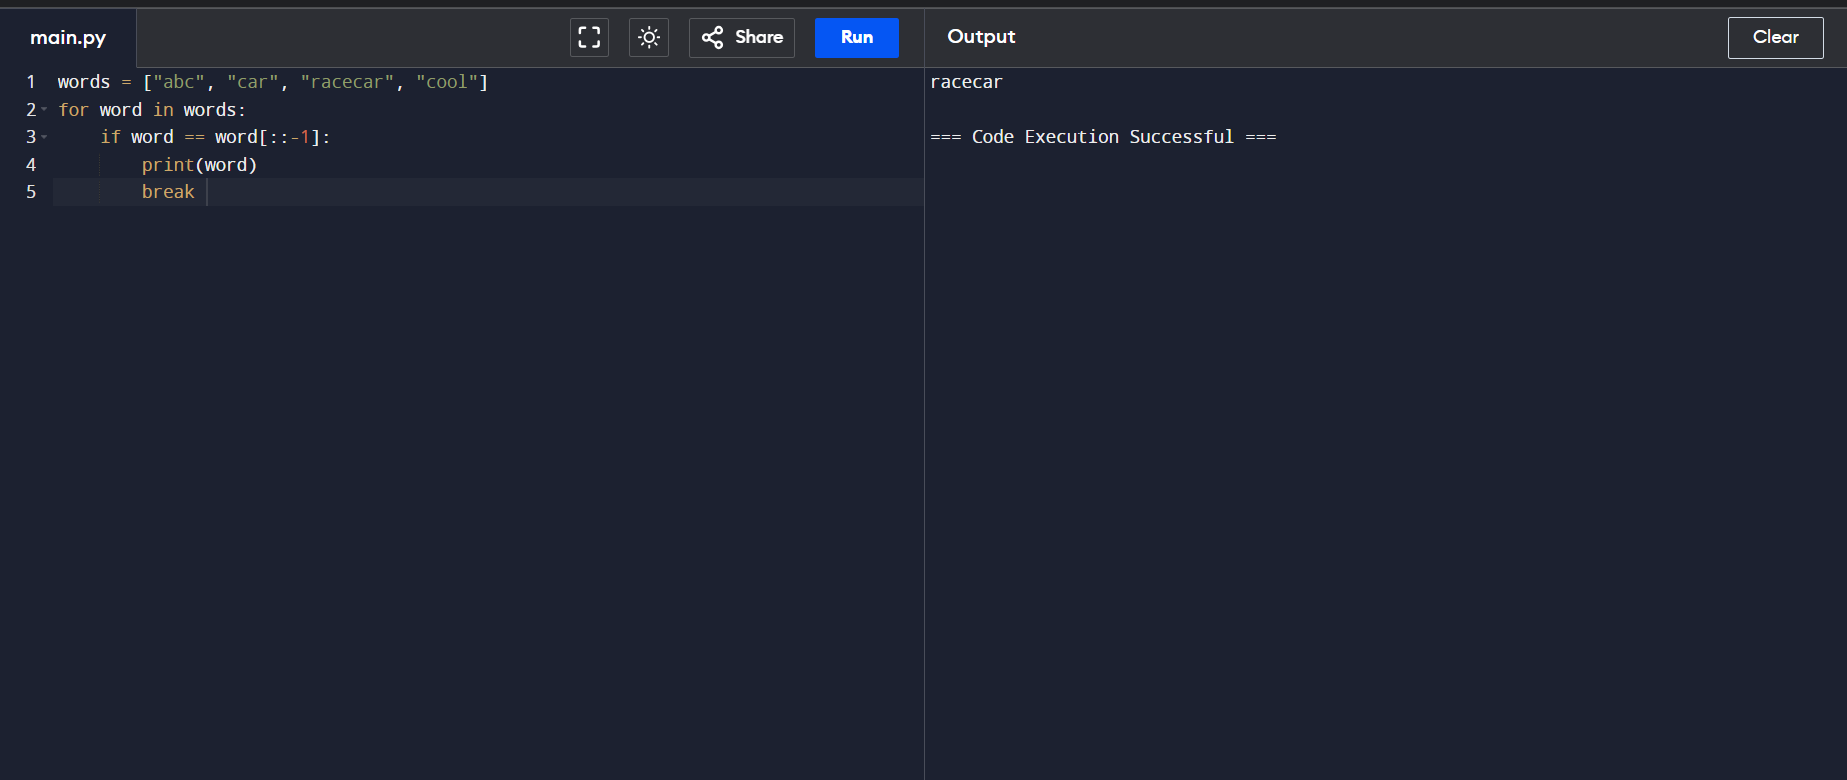 main.py
Share
Run
Output
Clear
1 words = ["abc", "car", "racecar", "cool"]
2 for word in words:
3     if word == word[::-1]:
4         print(word)
5         break
racecar
=== Code Execution Successful ===